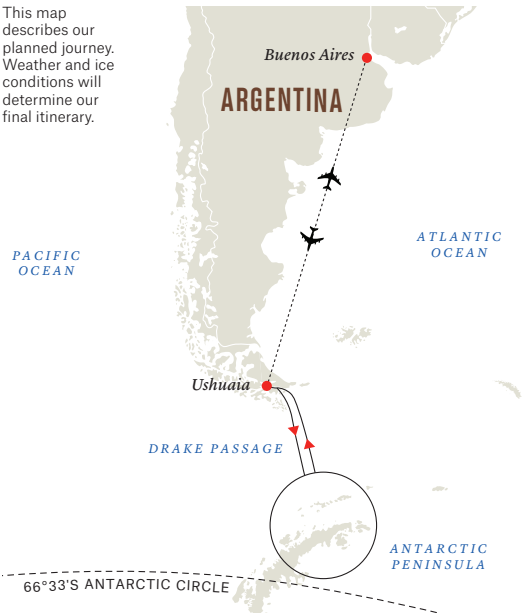 This map
describes our
planned journey.
Weather and ice
conditions will
determine our
final itinerary.
Buenos Aires
ARGENTINA
ATLANTIC
OCEAN
PACIFIC
OCEAN
Ushuaia
DRAKE PASSAGE
ANTARCTIC
PENINSULA
66°33'S ANTARCTIC CIRCLE